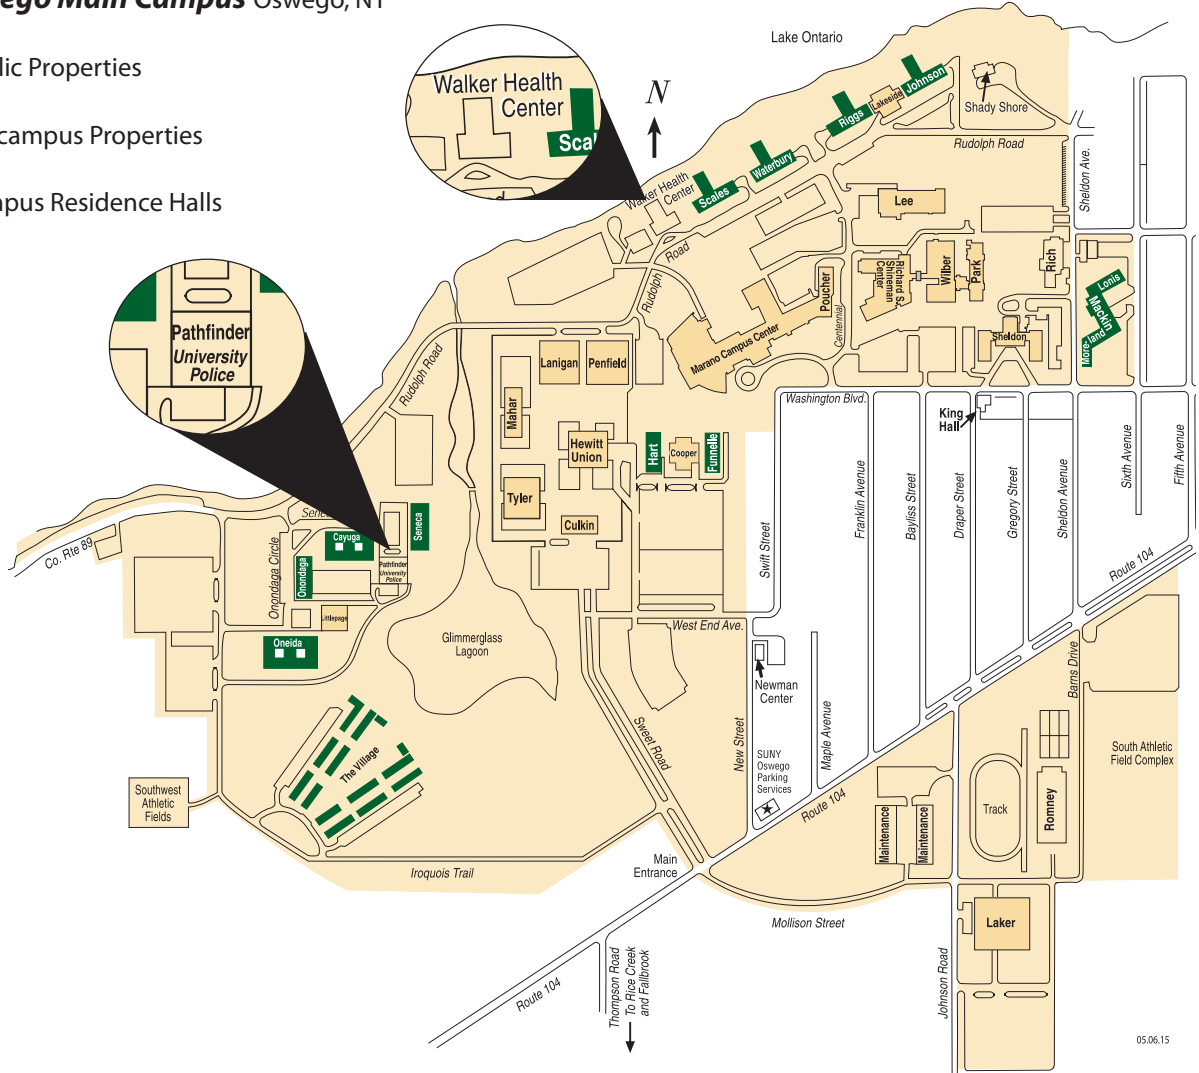 ego Main Campus Oswego, NY
lic Properties
campus Properties
pus Residence Halls
Lake Ontario
N
Walker Health
Center
Scal
Walker Health
Center
Scales
Waterbury
Riggs
Lakeside
Johnson
Shady Shore
Rudolph Road
Sheldon Ave.
Lee
Rudolph
Road
Poucher
Centennial
Richard S.
Shineman
Center
Wilber
Park
Rich
Lonis
Mackin
More-
land
Sheldon
Marano Campus Center
Pathfinder
University
Police
Rudolph Road
Lanigan
Penfield
Mahar
Hewitt
Union
Tyler
Culkin
Hart
Cooper
Funnelle
Washington Blvd.
King
Hall
Swift Street
Franklin Avenue
Bayliss Street
Draper Street
Gregory Street
Sheldon Avenue
Sixth Avenue
Fifth Avenue
Route 104
Co. Rte 89
Seneca
Cayuga
Pathfinder
University
Police
Onondaga
Onondaga Circle
Littlepage
Oneida
Glimmerglass
Lagoon
West End Ave.
Newman
Center
New Street
Maple Avenue
SUNY
Oswego
Parking
Services
Sweet Road
The Village
Southwest
Athletic
Fields
Iroquois Trail
Main
Entrance
Route 104
Barns Drive
South Athletic
Field Complex
Track
Romney
Maintenance
Maintenance
Mollison Street
Laker
Johnson Road
Route 104
Thompson Road
To Rice Creek
and Fallbrook
05.06.15